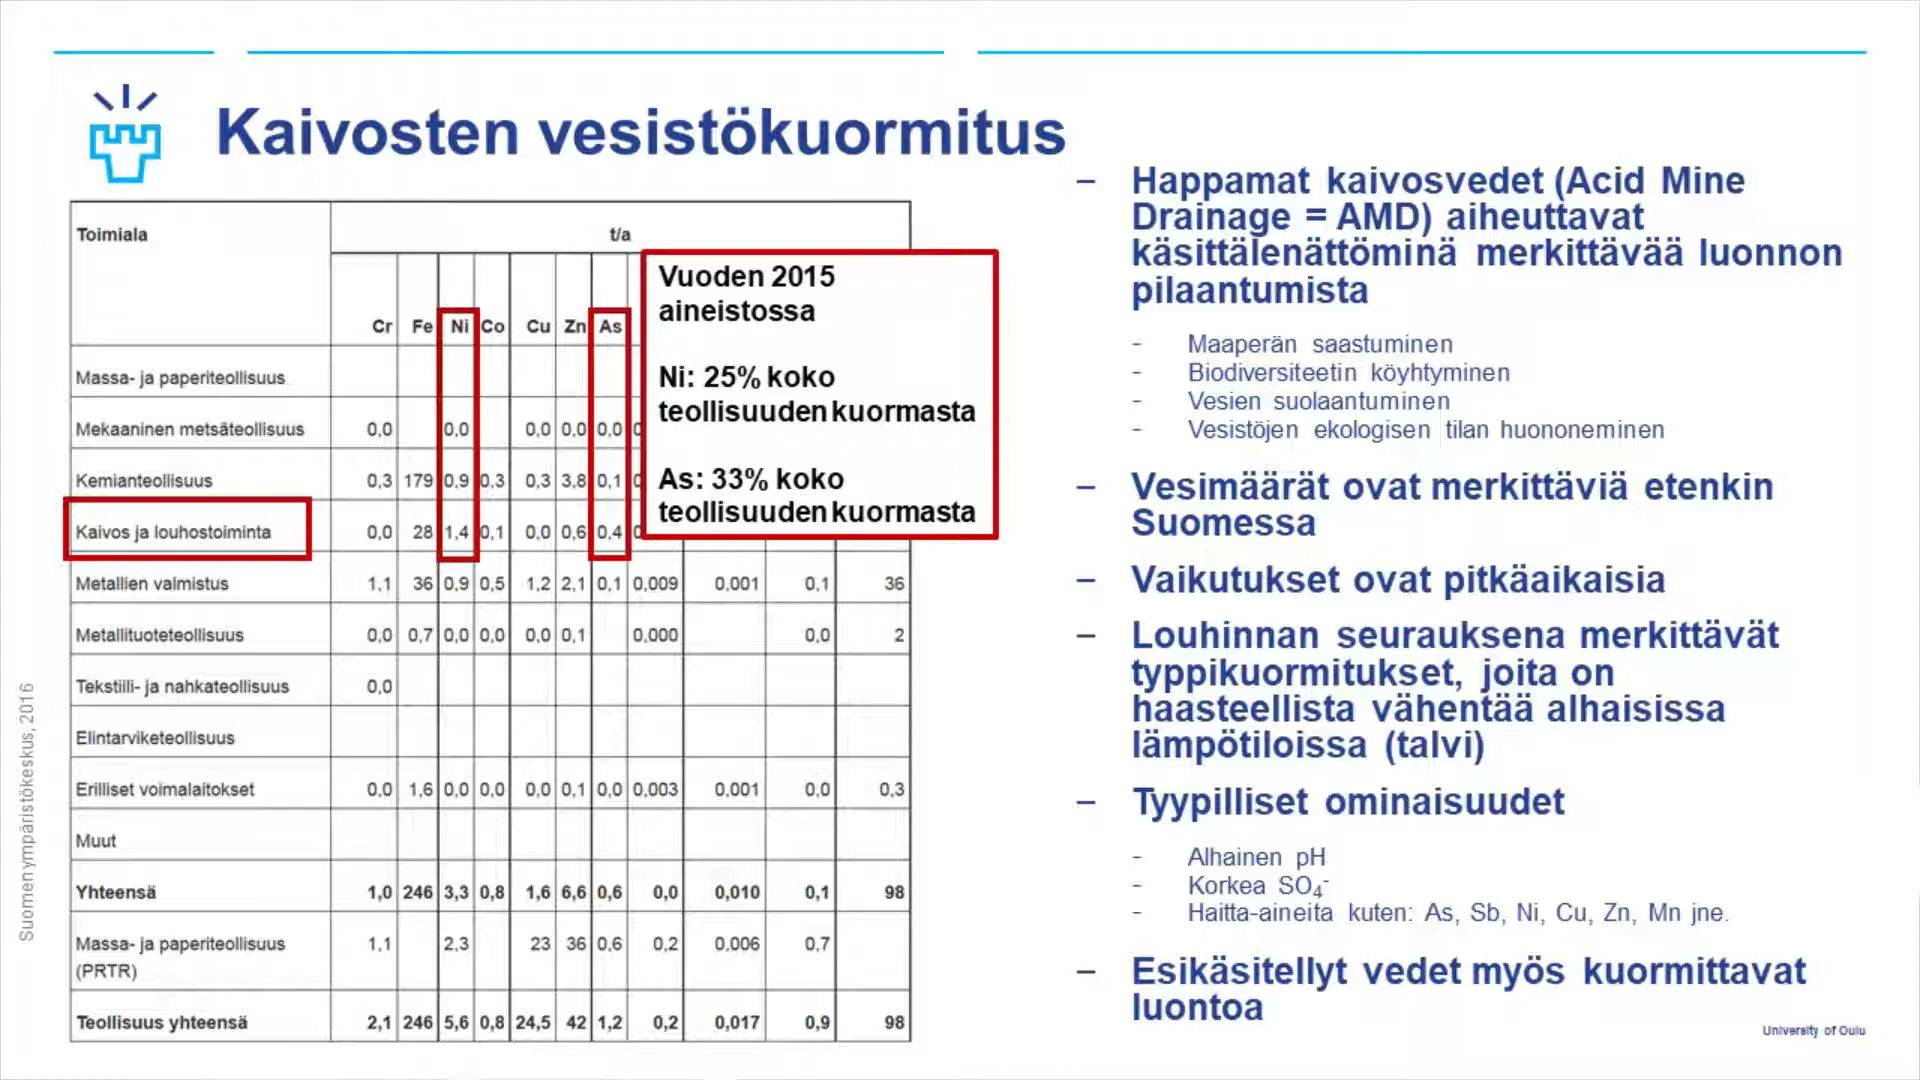 Kaivosten vesistökuormitus
Toimiala t/a
Cr Fe Ni Co Cu Zn As
Massa- ja paperiteollisuus
Mekaaninen metsäteollisuus 0,0 0,0 0,0 0,0 0,0
Kemianteollisuus 0,3 179 0,9 0,3 0,3 3,8 0,1
Kaivos ja louhostoiminta 0,0 28 1,4 0,1 0,0 0,6 0,4
Metallien valmistus 1,1 36 0,9 0,5 1,2 2,1 0,1 0,009 0,001 0,1 36
Metallituoteteollisuus 0,0 0,7 0,0 0,0 0,0 0,1 0,000 0,0 2
Tekstiili- ja nahkateollisuus 0,0
Elintarviketeollisuus
Erilliset voimalaitokset 0,0 1,6 0,0 0,0 0,0 0,1 0,0 0,003 0,001 0,0 0,3
Muut
Yhteensä 1,0 246 3,3 0,8 1,6 6,6 0,6 0,0 0,010 0,1 98
Massa- ja paperiteollisuus 1,1 2,3 23 36 0,6 0,2 0,006 0,7
(PRTR)
Teollisuus yhteensä 2,1 246 5,6 0,8 24,5 42 1,2 0,2 0,017 0,9 98
Vuoden 2015
aineistossa
Ni: 25% koko
teollisuuden kuormasta
As: 33% koko
teollisuuden kuormasta
Suomen ympäristökeskus, 2016
– Happamat kaivosvedet (Acid Mine
Drainage = AMD) aiheuttavat
käsittälenättöminä merkittävää luonnon
pilaantumista
- Maaperän saastuminen
- Biodiversiteetin köyhtyminen
- Vesien suolaantuminen
- Vesistöjen ekologisen tilan huononeminen
– Vesimäärät ovat merkittäviä etenkin
Suomessa
– Vaikutukset ovat pitkäaikaisia
– Louhinnan seurauksena merkittävät
typpikuormitukset, joita on
haasteellista vähentää alhaisissa
lämpötiloissa (talvi)
– Tyypilliset ominaisuudet
- Alhainen pH
- Korkea SO₄⁻
- Haitta-aineita kuten: As, Sb, Ni, Cu, Zn, Mn jne.
– Esikäsitellyt vedet myös kuormittavat
luontoa
University of Oulu